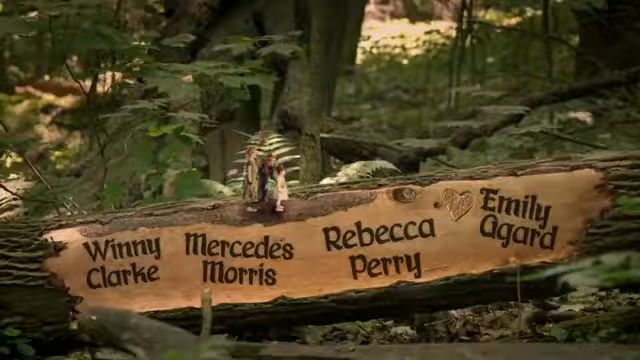 Winny
Clarke
Mercedes
Morris
Rebecca
Perry
Emily
Agard